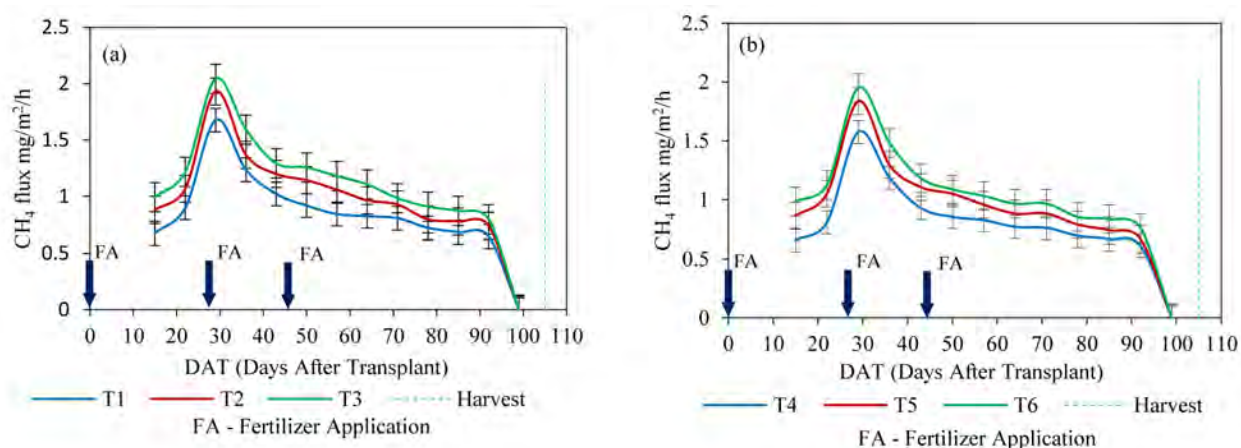 (a)
CH₄ flux mg/m²/h
2.5
2
1.5
1
0.5
0
FA
FA
FA
0 10 20 30 40 50 60 70 80 90 100 110
DAT (Days After Transplant)
T1 T2 T3 Harvest
FA - Fertilizer Application
(b)
CH₄ flux mg/m²/h
2.5
2
1.5
1
0.5
0
FA
FA
FA
0 10 20 30 40 50 60 70 80 90 100 110
DAT (Days After Transplant)
T4 T5 T6 Harvest
FA - Fertilizer Application